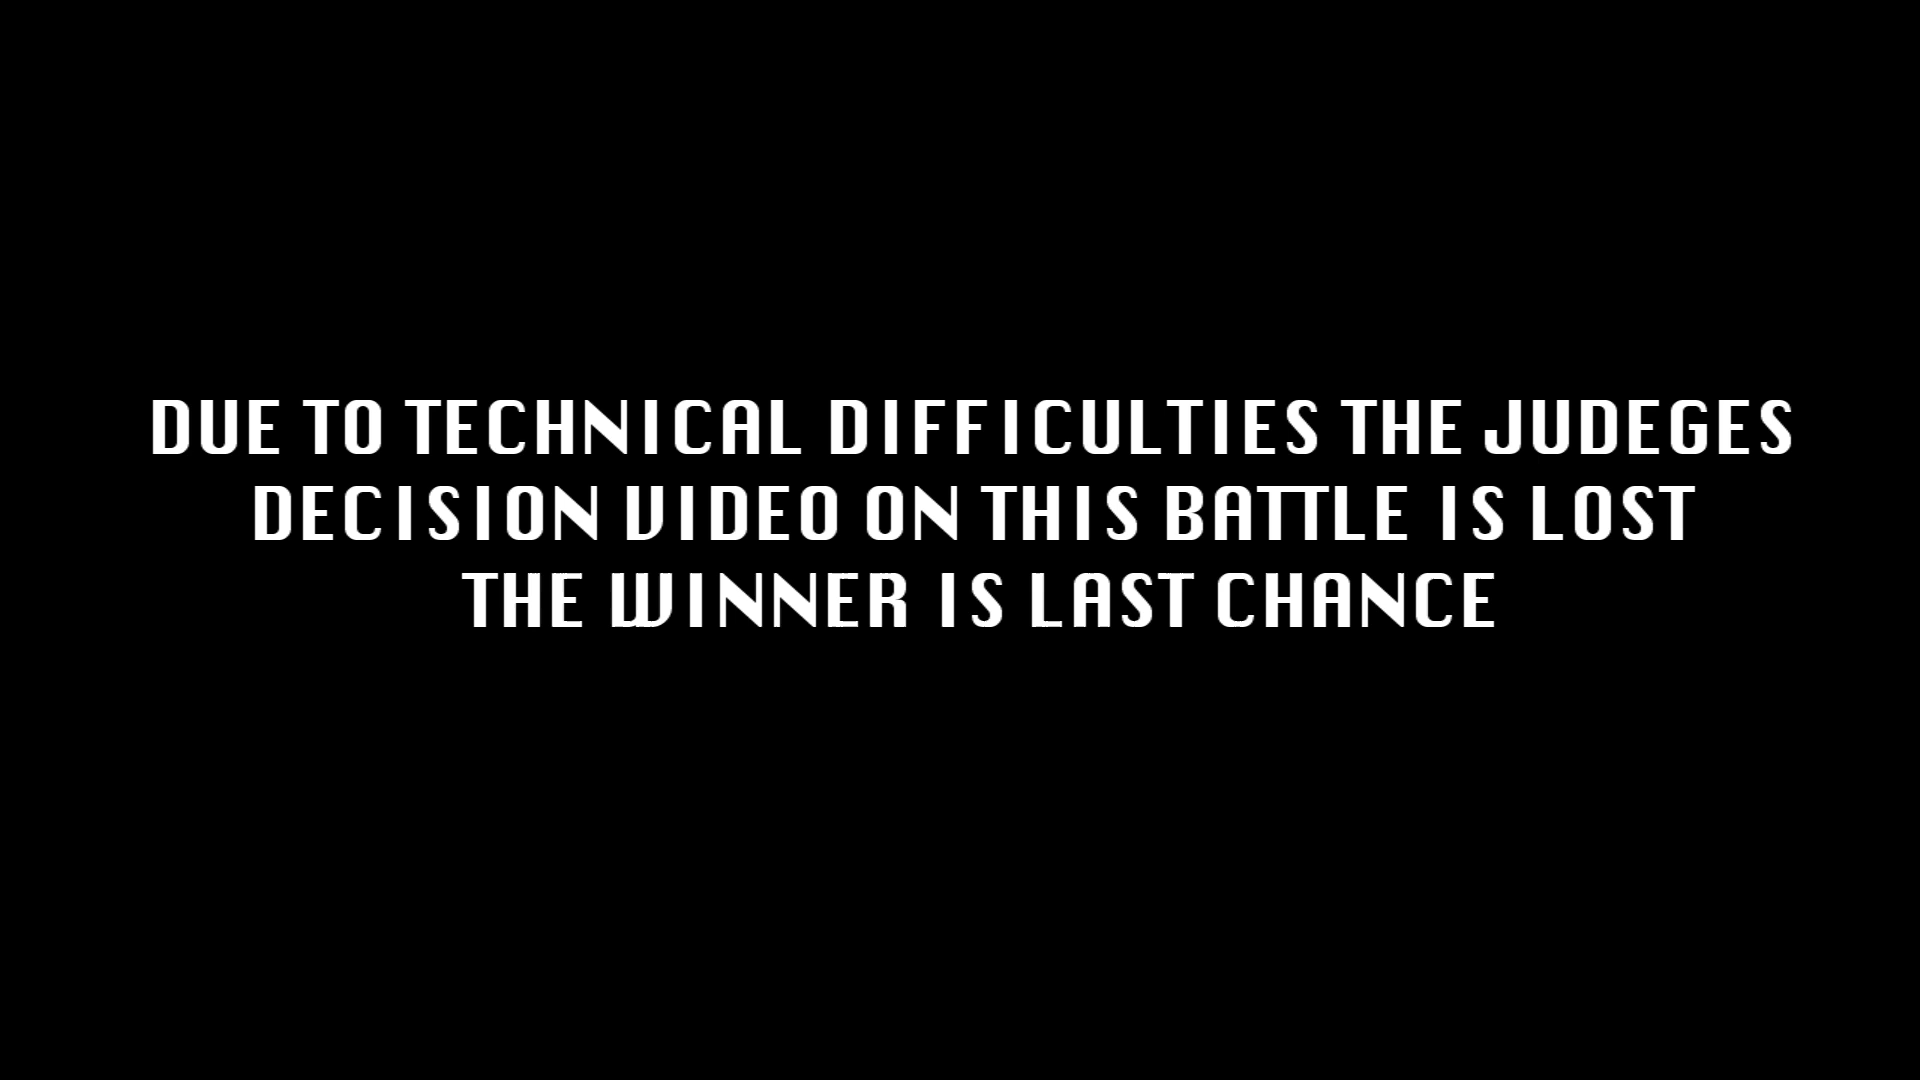 DUE TO TECHNICAL DIFFICULTIES THE JUDEGES
DECISION VIDEO ON THIS BATTLE IS LOST
THE WINNER IS LAST CHANCE